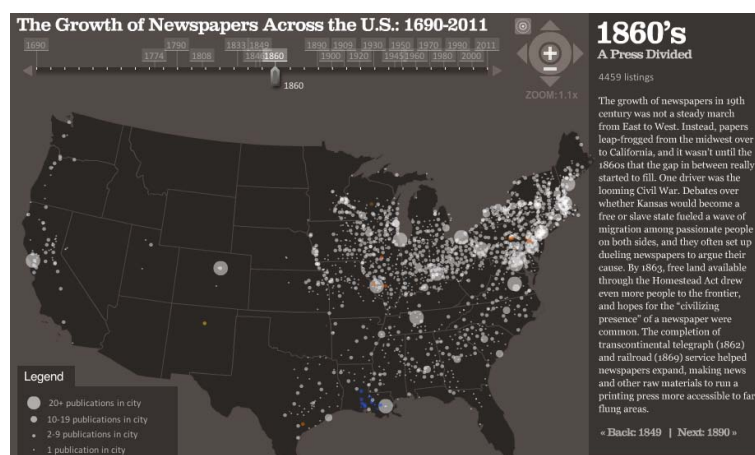 The Growth of Newspapers Across the U.S.: 1690-2011
1690 1790 1833 1849 1890 1909 1930 1950 1970 1990 2011
1774 1808 1860 1900 1920 1945 1960 1980 2000
1860
ZOOM: 1.1x
Legend
20+ publications in city
10-19 publications in city
2-9 publications in city
1 publication in city
1860's
A Press Divided
4459 listings
The growth of newspapers in 19th
century was not a steady march
from East to West. Instead, papers
leap-frogged from the midwest over
to California, and it wasn't until the
1860s that the gap in between really
started to fill. One driver was the
looming Civil War. Debates over
whether Kansas would become a
free or slave state fueled a wave of
migration among passionate people
on both sides, and they often set up
dueling newspapers to argue their
cause. By 1863, free land available
through the Homestead Act drew
even more people to the frontier,
and hopes for the "civilizing
presence" of a newspaper were
common. The completion of
transcontinental telegraph (1862)
and railroad (1869) service helped
newspapers expand, making news
and other raw materials to run a
printing press more accessible to far
flung areas.
« Back: 1849 | Next: 1890 »